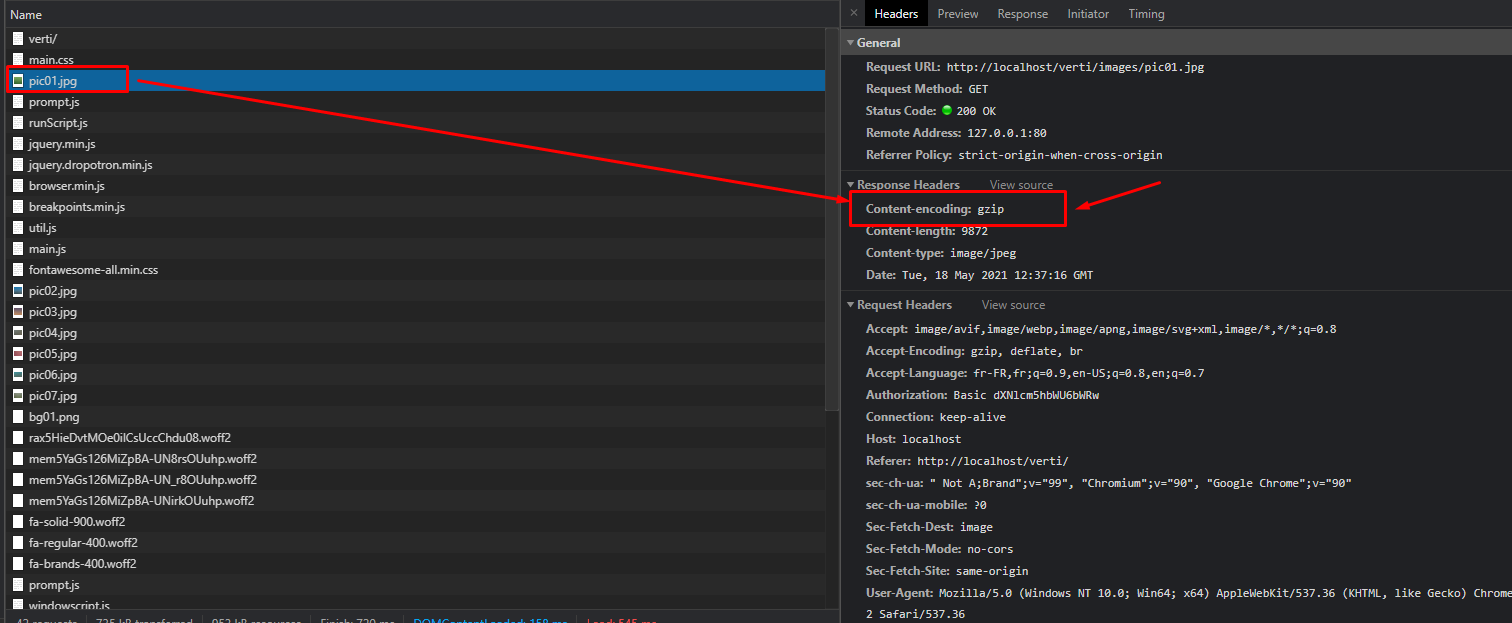 Name
verti/
main.css
pic01.jpg
prompt.js
runScript.js
jquery.min.js
jquery.dropotron.min.js
browser.min.js
breakpoints.min.js
util.js
main.js
fontawesome-all.min.css
pic02.jpg
pic03.jpg
pic04.jpg
pic05.jpg
pic06.jpg
pic07.jpg
bg01.png
rax5HieDvtMOe0iICsUccChdu08.woff2
mem5YaGs126MiZpBA-UN8rsOUuhp.woff2
mem5YaGs126MiZpBA-UN_r8OUuhp.woff2
mem5YaGs126MiZpBA-UNirkOUuhp.woff2
fa-solid-900.woff2
fa-regular-400.woff2
fa-brands-400.woff2
prompt.js
windowscript.js
42 requests 725 kB transferred 952 kB resources Finish: 720 ms DOMContentLoaded: 158 ms Load: 545 ms
× Headers Preview Response Initiator Timing
General
Request URL: http://localhost/verti/images/pic01.jpg
Request Method: GET
Status Code: 200 OK
Remote Address: 127.0.0.1:80
Referrer Policy: strict-origin-when-cross-origin
Response Headers View source
Content-encoding: gzip
Content-length: 9872
Content-type: image/jpeg
Date: Tue, 18 May 2021 12:37:16 GMT
Request Headers View source
Accept: image/avif,image/webp,image/apng,image/svg+xml,image/*,*/*;q=0.8
Accept-Encoding: gzip, deflate, br
Accept-Language: fr-FR,fr;q=0.9,en-US;q=0.8,en;q=0.7
Authorization: Basic dXNlcm5hbWU6bWRw
Connection: keep-alive
Host: localhost
Referer: http://localhost/verti/
sec-ch-ua: " Not A;Brand";v="99", "Chromium";v="90", "Google Chrome";v="90"
sec-ch-ua-mobile: ?0
Sec-Fetch-Dest: image
Sec-Fetch-Mode: no-cors
Sec-Fetch-Site: same-origin
User-Agent: Mozilla/5.0 (Windows NT 10.0; Win64; x64) AppleWebKit/537.36 (KHTML, like Gecko) Chrome
2 Safari/537.36